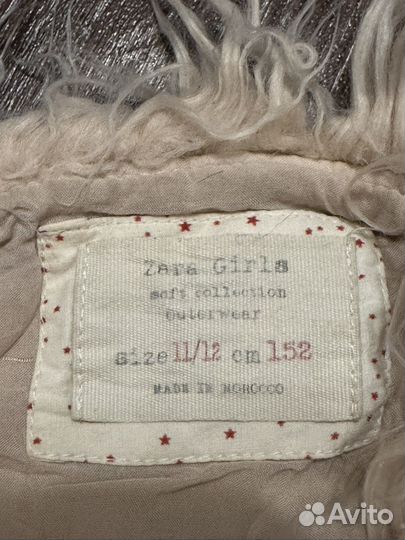 Zara Girls
soft collection
outerwear
size 11/12 cm 152
MADE IN MOROCCO
Avito